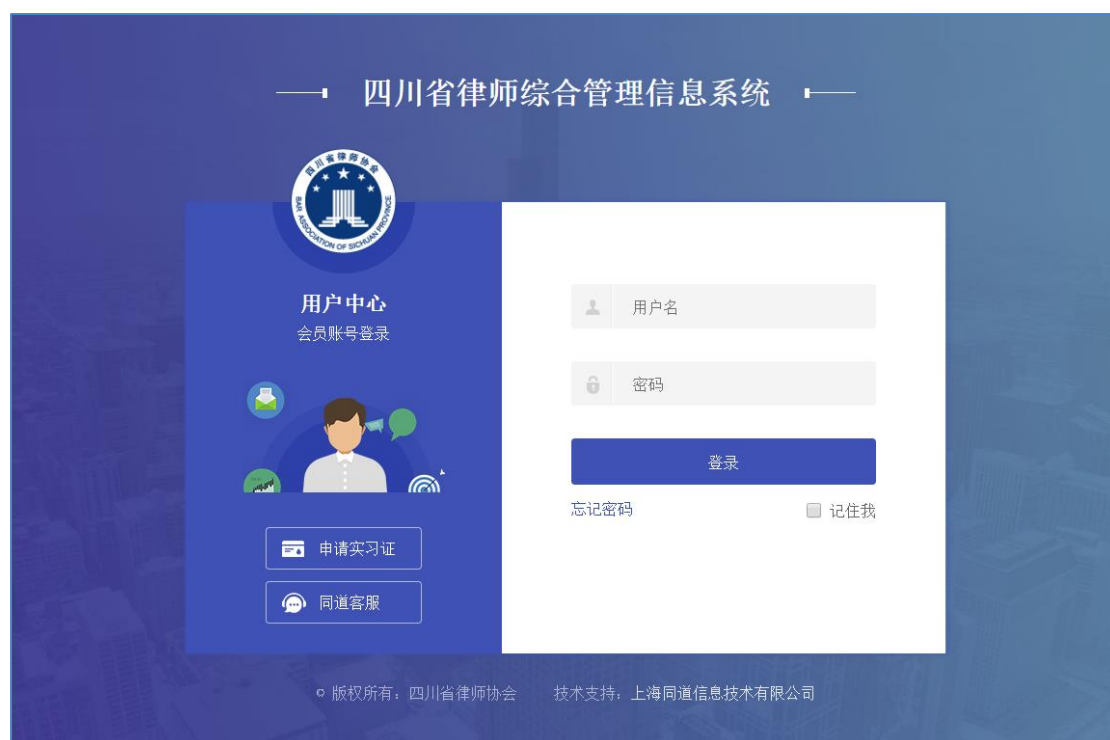 四川省律师综合管理信息系统
四川省律师协会
BAR ASSOCIATION OF SICHUAN PROVINCE
用户中心
会员账号登录
申请实习证
同道客服
用户名
密码
登录
忘记密码 记住我
© 版权所有：四川省律师协会 技术支持：上海同道信息技术有限公司